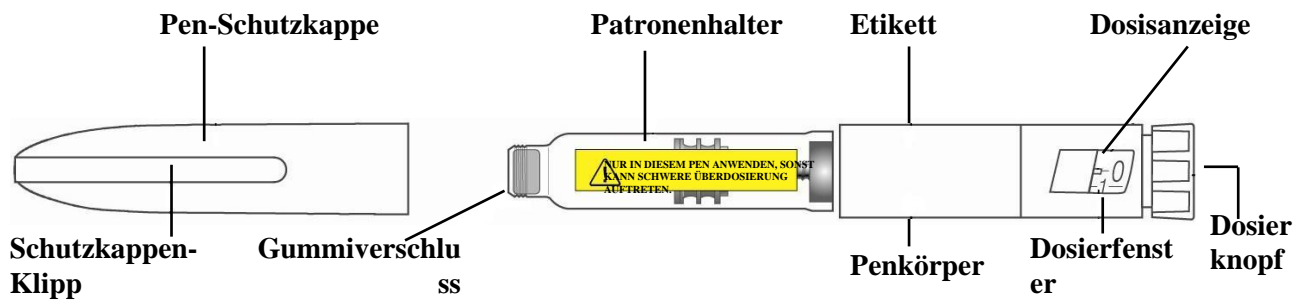 Pen-Schutzkappe
Patronenhalter
Etikett
Dosisanzeige
NUR IN DIESEM PEN ANWENDEN, SONST
KANN SCHWERE ÜBERDOSIERUNG
AUFTRETEN.
0
1
Schutzkappen-
Klipp
Gummiverschlu
ss
Penkörper
Dosierfenst
er
Dosier
knopf